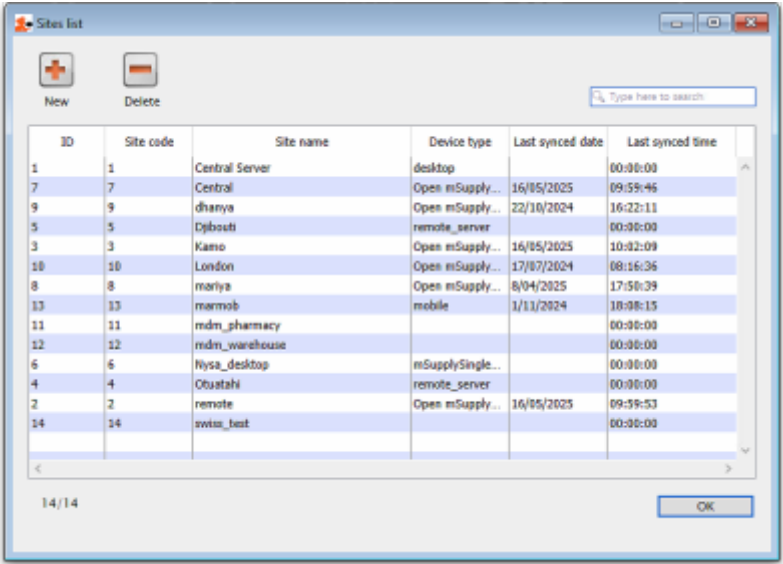 Sites list
New Delete
Type here to search
ID Site code Site name Device type Last synced date Last synced time
1 1 Central Server desktop 00:00:00
7 7 Central Open mSupply... 16/05/2025 09:59:46
9 9 dhanya Open mSupply... 22/10/2024 16:22:11
5 5 Djibouti remote_server 00:00:00
3 3 Kamo Open mSupply... 16/05/2025 10:02:09
10 10 London Open mSupply... 17/07/2024 08:16:36
8 8 mariya Open mSupply... 8/04/2025 17:50:39
13 13 marmob mobile 1/11/2024 18:08:15
11 11 mdm_pharmacy 00:00:00
12 12 mdm_warehouse 00:00:00
6 6 Nysa_desktop mSupplySingle... 00:00:00
4 4 Otuatahi remote_server 00:00:00
2 2 remote Open mSupply... 16/05/2025 09:59:53
14 14 swiss_test 00:00:00
14/14
OK